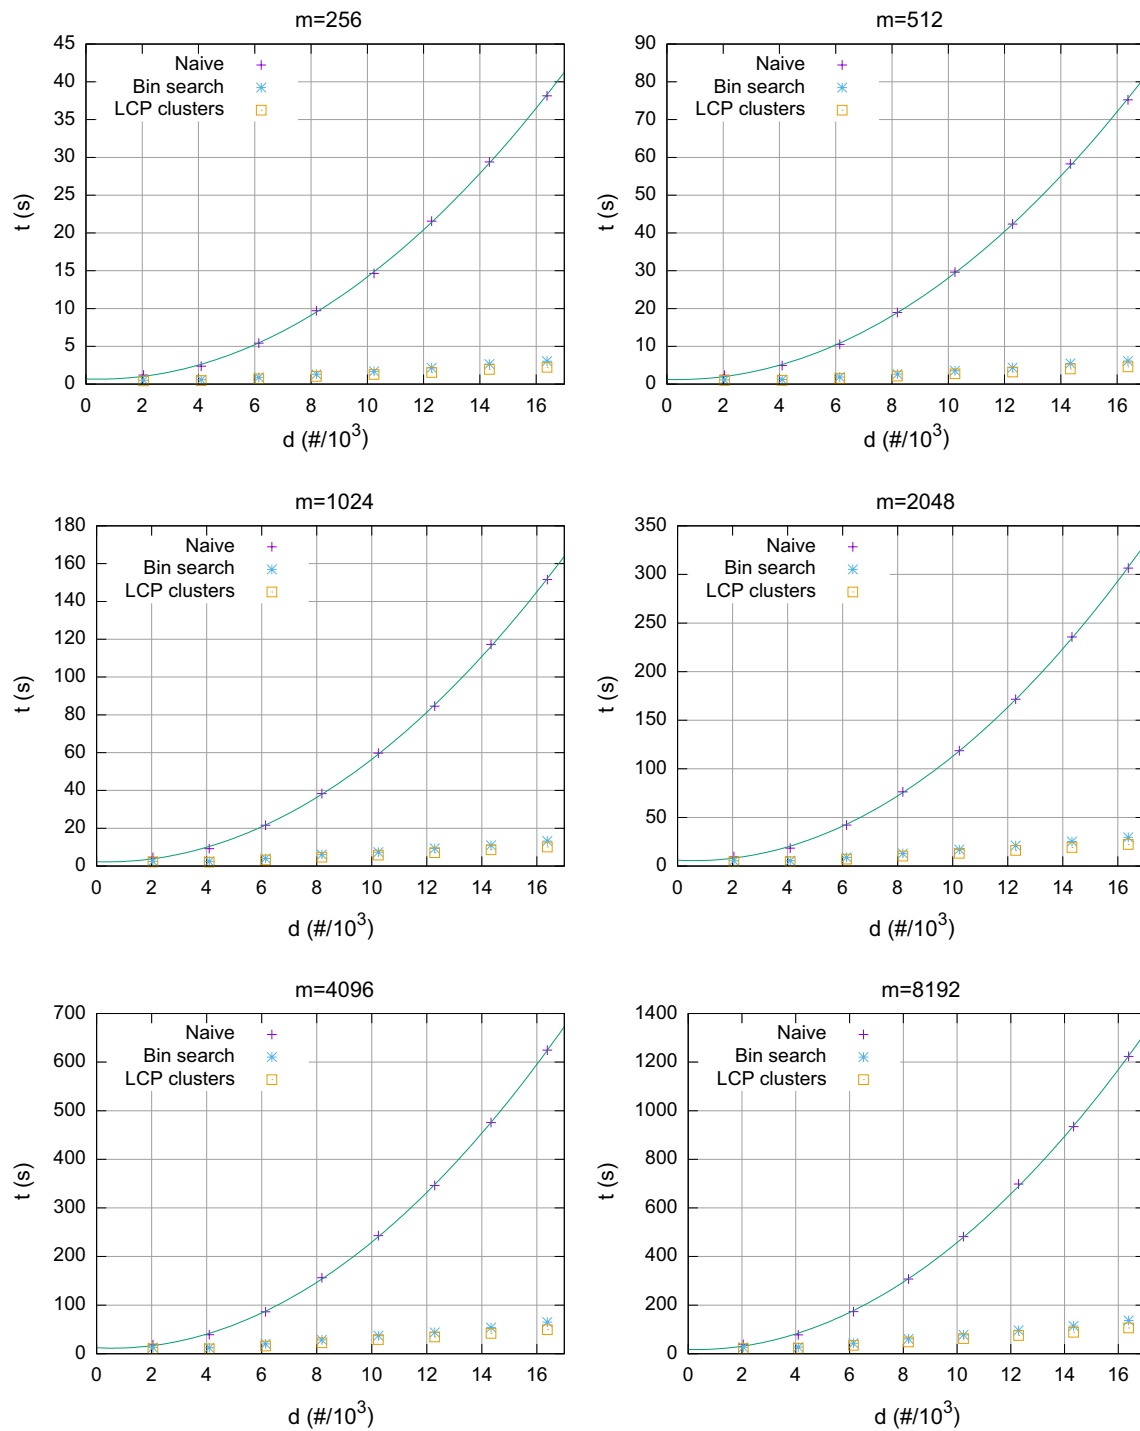 m=256
45
40
35
30
25
20
15
10
5
0
t (s)
Naive
Bin search
LCP clusters
0 2 4 6 8 10 12 14 16
d (#/10^3)
m=512
90
80
70
60
50
40
30
20
10
0
t (s)
Naive
Bin search
LCP clusters
0 2 4 6 8 10 12 14 16
d (#/10^3)
m=1024
180
160
140
120
100
80
60
40
20
0
t (s)
Naive
Bin search
LCP clusters
0 2 4 6 8 10 12 14 16
d (#/10^3)
m=2048
350
300
250
200
150
100
50
0
t (s)
Naive
Bin search
LCP clusters
0 2 4 6 8 10 12 14 16
d (#/10^3)
m=4096
700
600
500
400
300
200
100
0
t (s)
Naive
Bin search
LCP clusters
0 2 4 6 8 10 12 14 16
d (#/10^3)
m=8192
1400
1200
1000
800
600
400
200
0
t (s)
Naive
Bin search
LCP clusters
0 2 4 6 8 10 12 14 16
d (#/10^3)